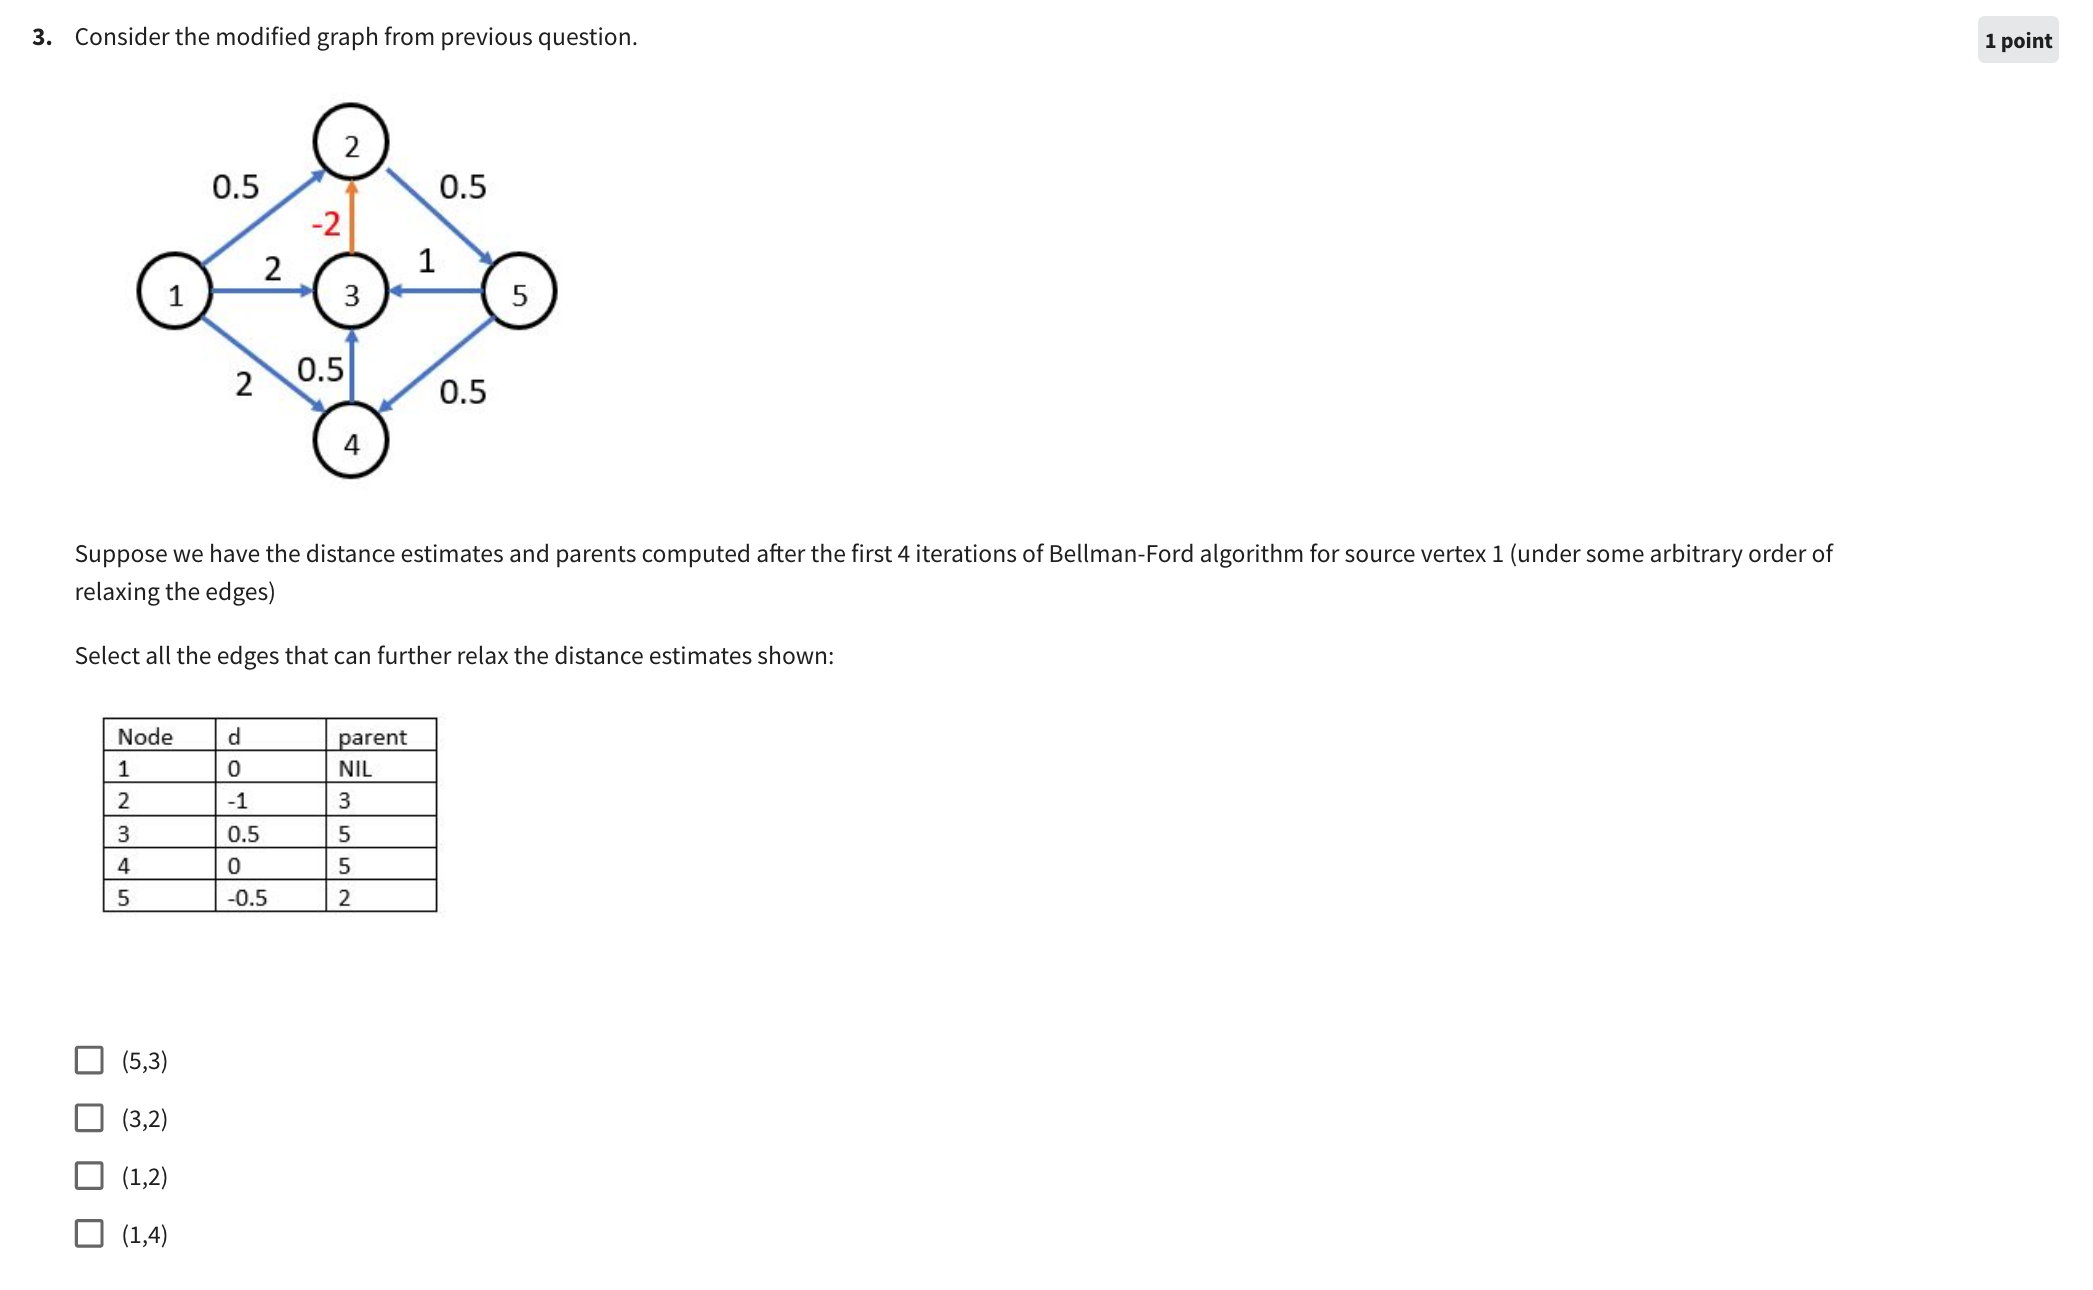 3. Consider the modified graph from previous question.
1 point
2
0.5
0.5
-2
2
1
1
3
5
0.5
2
0.5
4
Suppose we have the distance estimates and parents computed after the first 4 iterations of Bellman-Ford algorithm for source vertex 1 (under some arbitrary order of
relaxing the edges)
Select all the edges that can further relax the distance estimates shown:
Node d parent
1 0 NIL
2 -1 3
3 0.5 5
4 0 5
5 -0.5 2
(5,3)
(3,2)
(1,2)
(1,4)